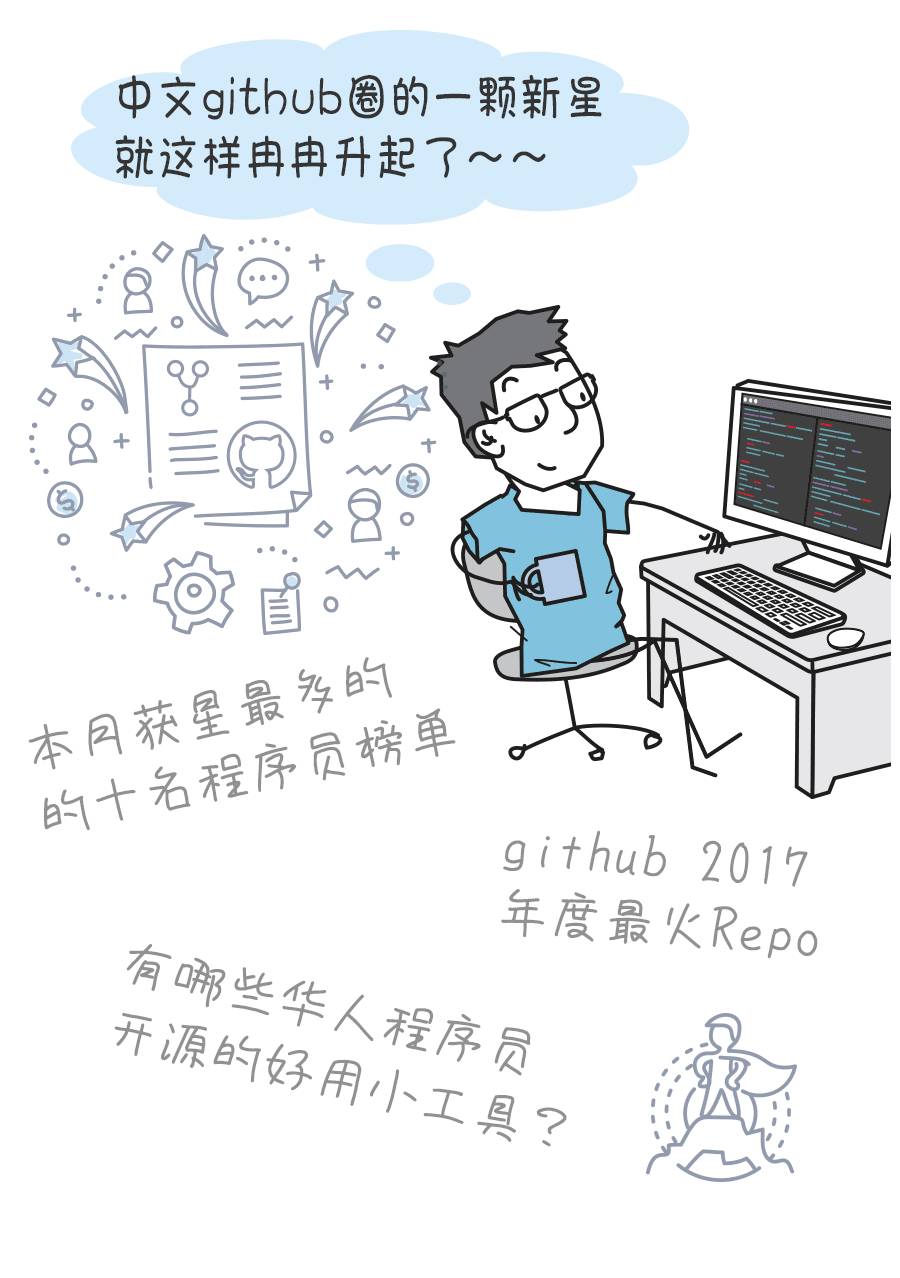 中文github圈的一颗新星
就这样冉冉升起了～～
本月获星最多的
的十名程序员榜单
github 2017
年度最火Repo
有哪些华人程序员
开源的好用小工具？